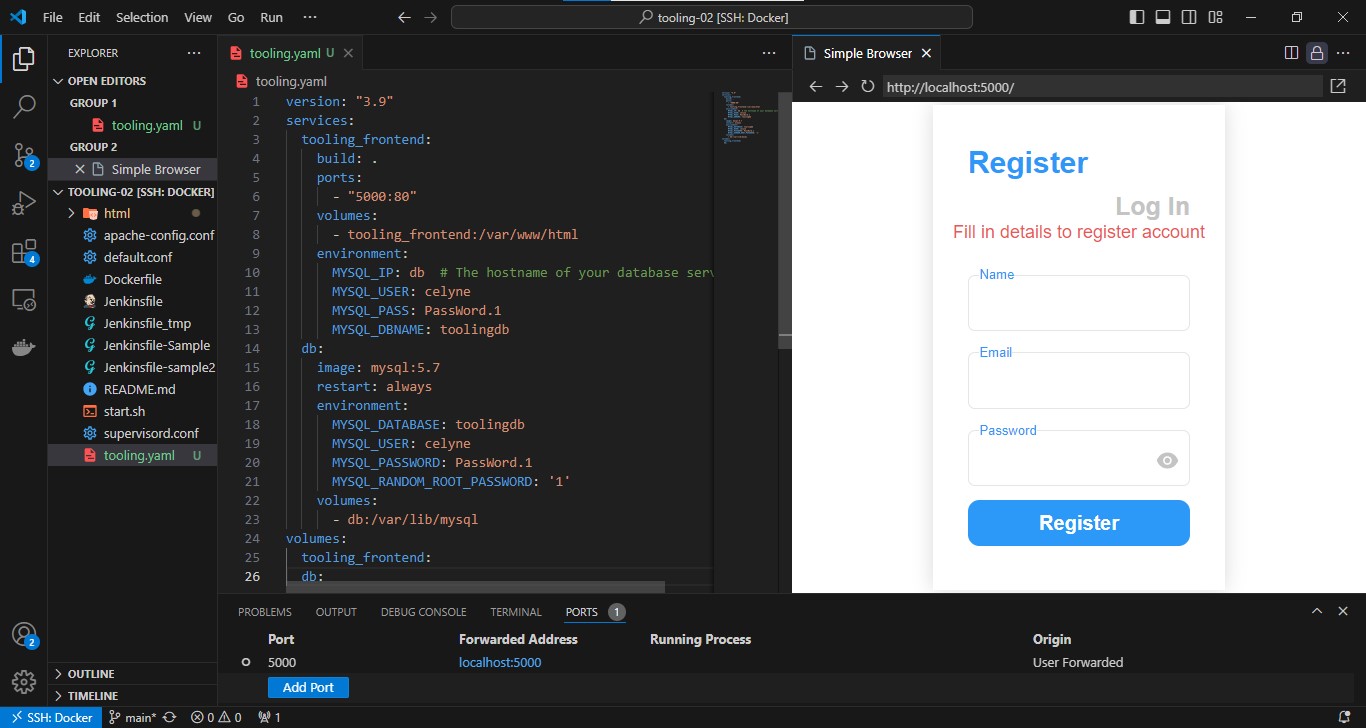 File Edit Selection View Go Run ··· tooling-02 [SSH: Docker]
EXPLORER ···
OPEN EDITORS
GROUP 1
tooling.yaml U
GROUP 2
Simple Browser
TOOLING-02 [SSH: DOCKER]
html
apache-config.conf
default.conf
Dockerfile
Jenkinsfile
Jenkinsfile_tmp
Jenkinsfile-Sample
Jenkinsfile-sample2
README.md
start.sh
supervisord.conf
tooling.yaml U
OUTLINE
TIMELINE
2
4
2
tooling.yaml U
tooling.yaml
1 version: "3.9"
2 services:
3 tooling_frontend:
4 build: .
5 ports:
6 - "5000:80"
7 volumes:
8 - tooling_frontend:/var/www/html
9 environment:
10 MYSQL_IP: db # The hostname of your database serv
11 MYSQL_USER: celyne
12 MYSQL_PASS: PassWord.1
13 MYSQL_DBNAME: toolingdb
14 db:
15 image: mysql:5.7
16 restart: always
17 environment:
18 MYSQL_DATABASE: toolingdb
19 MYSQL_USER: celyne
20 MYSQL_PASSWORD: PassWord.1
21 MYSQL_RANDOM_ROOT_PASSWORD: '1'
22 volumes:
23 - db:/var/lib/mysql
24 volumes:
25 tooling_frontend:
26 db:
Simple Browser
http://localhost:5000/
Register
Log In
Fill in details to register account
Name
Email
Password
Register
PROBLEMS OUTPUT DEBUG CONSOLE TERMINAL PORTS 1
Port Forwarded Address Running Process Origin
5000 localhost:5000 User Forwarded
Add Port
SSH: Docker main* 0 0 1